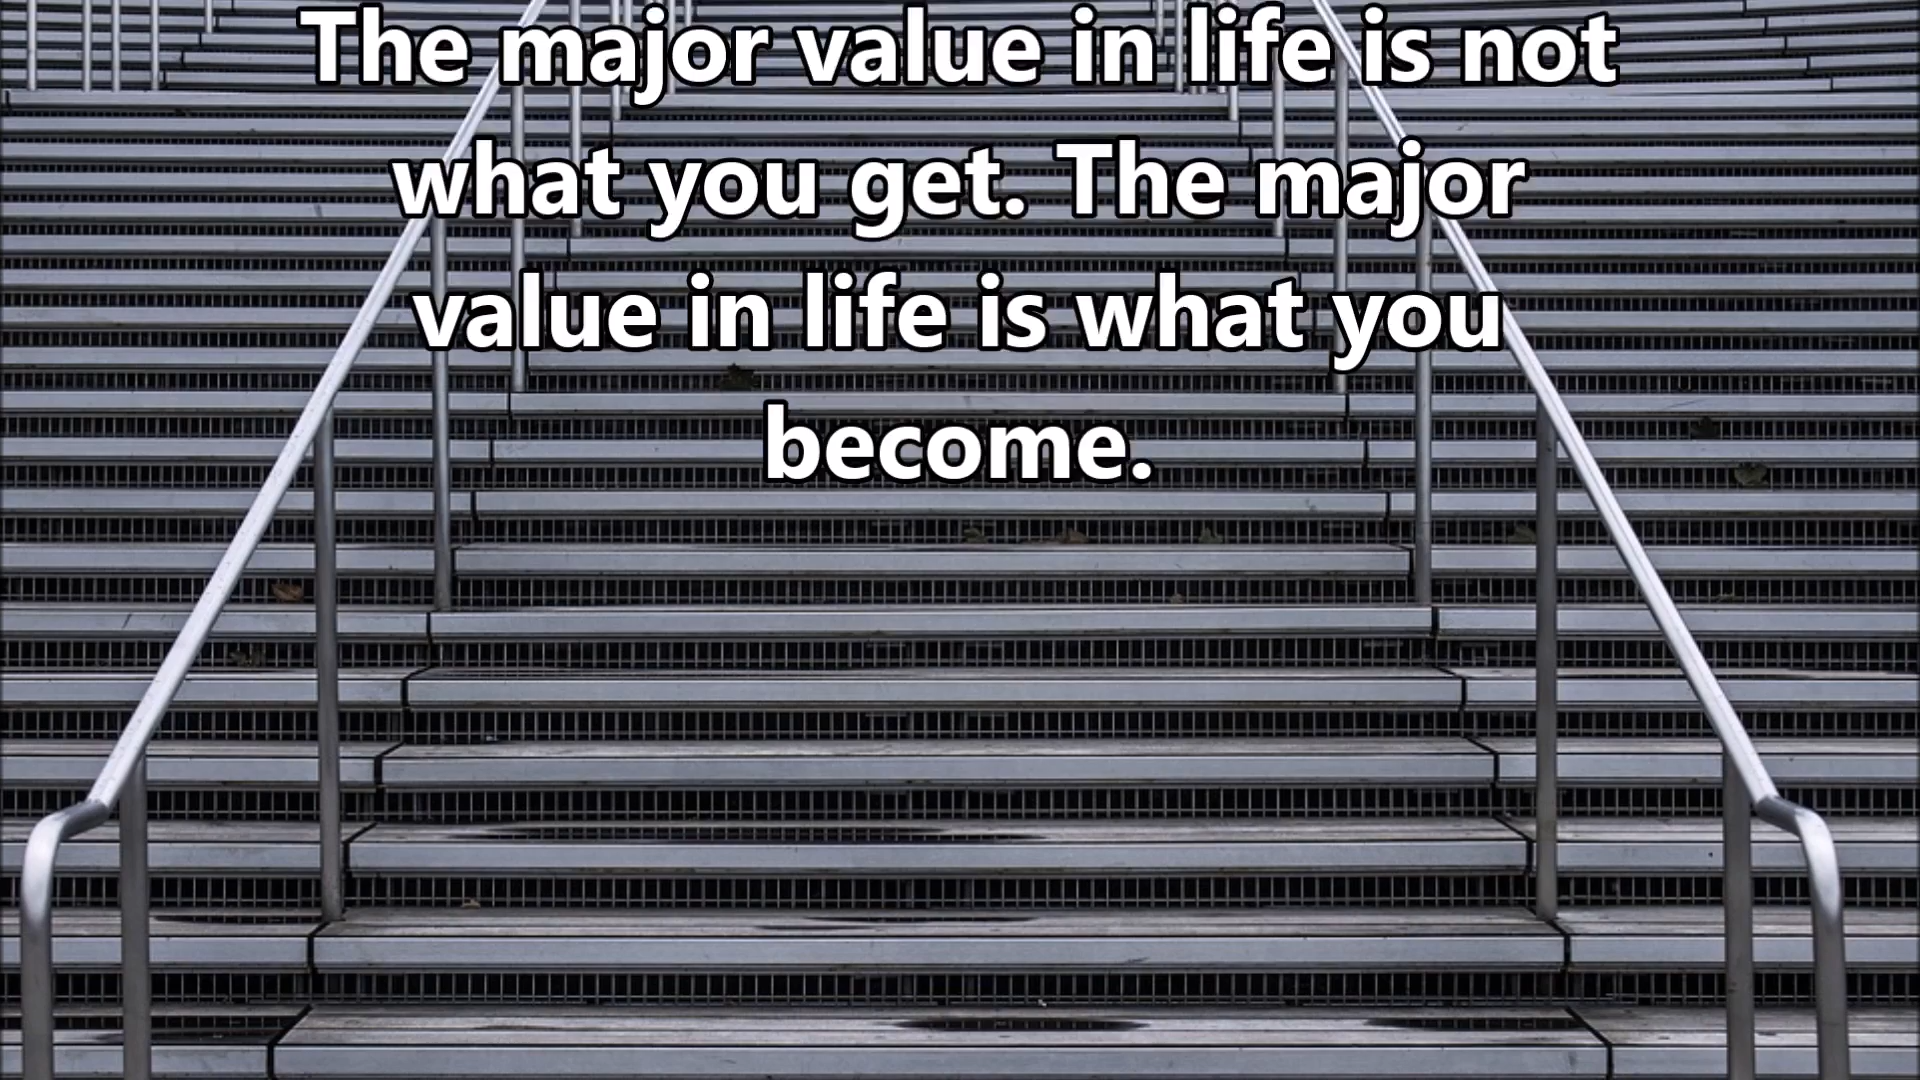 The major value in life is not
what you get. The major
value in life is what you
become.